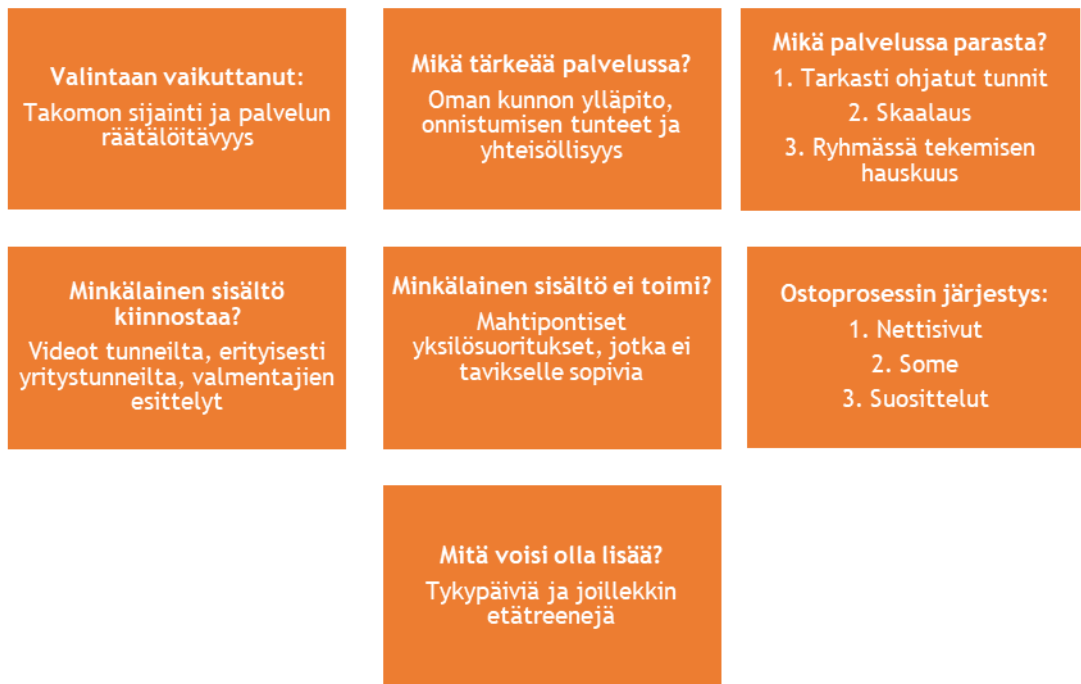 Valintaan vaikuttanut:
Takomon sijainti ja palvelun
räätälöitävyys
Mikä tärkeää palvelussa?
Oman kunnon ylläpito,
onnistumisen tunteet ja
yhteisöllisyys
Mikä palvelussa parasta?
1. Tarkasti ohjatut tunnit
2. Skaalaus
3. Ryhmässä tekemisen
hauskuus
Minkälainen sisältö
kiinnostaa?
Videot tunneilta, erityisesti
yritystunneilta, valmentajien
esittelyt
Minkälainen sisältö ei toimi?
Mahtipontiset
yksilösuoritukset, jotka ei
tavikselle sopivia
Ostoprosessin järjestys:
1. Nettisivut
2. Some
3. Suosittelut
Mitä voisi olla lisää?
Tykypäiviä ja joillekkin
etätreenejä